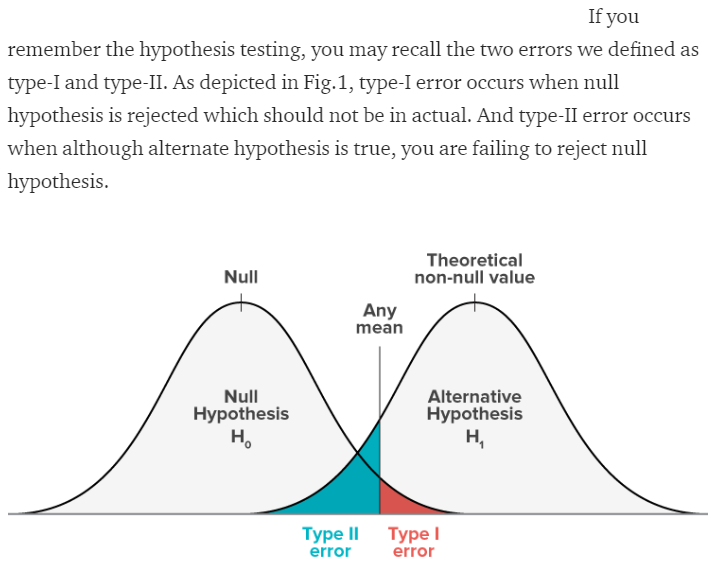 If you
remember the hypothesis testing, you may recall the two errors we defined as
type-I and type-II. As depicted in Fig.1, type-I error occurs when null
hypothesis is rejected which should not be in actual. And type-II error occurs
when although alternate hypothesis is true, you are failing to reject null
hypothesis.
Null
Theoretical
non-null value
Any
mean
Null
Hypothesis
H₀
Alternative
Hypothesis
H₁
Type II
error
Type I
error